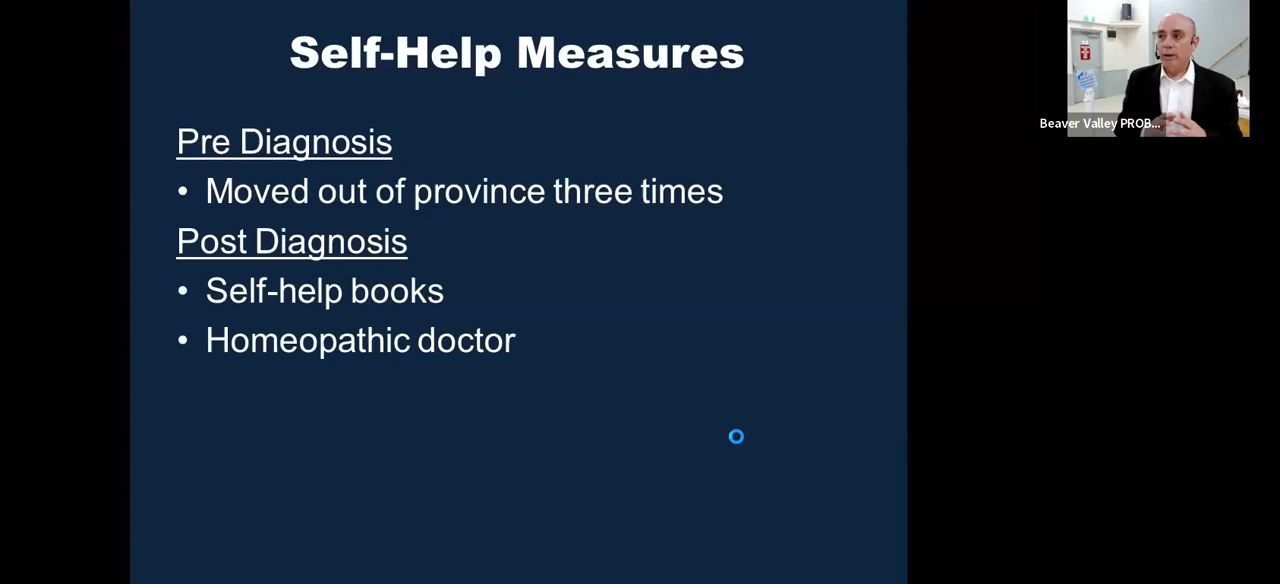 Self-Help Measures
Pre Diagnosis
• Moved out of province three times
Post Diagnosis
• Self-help books
• Homeopathic doctor
Beaver Valley PROB...